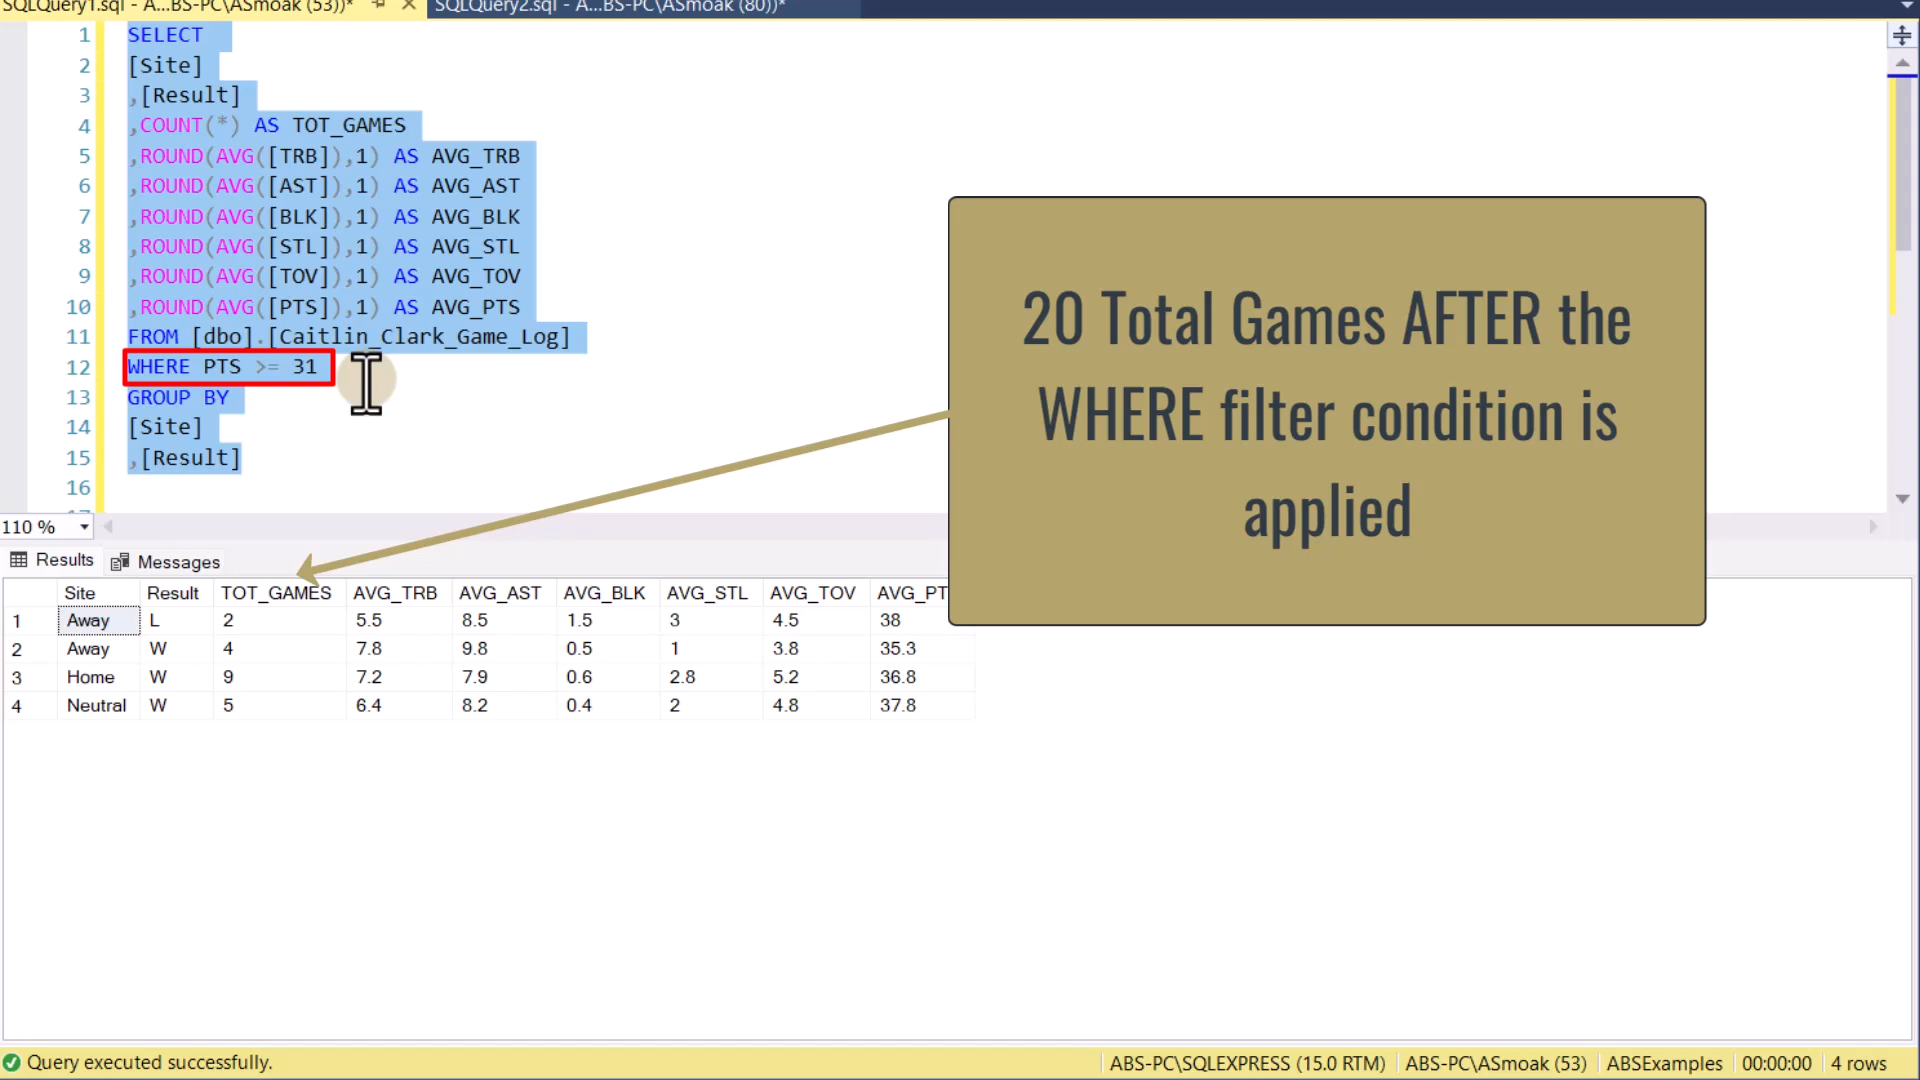 SQLQuery1.sql - A...BS-PC\ASmoak (53))*
SQLQuery2.sql - A...BS-PC\ASmoak (80))*
1 SELECT
2 [Site]
3 ,[Result]
4 ,COUNT(*) AS TOT_GAMES
5 ,ROUND(AVG([TRB]),1) AS AVG_TRB
6 ,ROUND(AVG([AST]),1) AS AVG_AST
7 ,ROUND(AVG([BLK]),1) AS AVG_BLK
8 ,ROUND(AVG([STL]),1) AS AVG_STL
9 ,ROUND(AVG([TOV]),1) AS AVG_TOV
10 ,ROUND(AVG([PTS]),1) AS AVG_PTS
11 FROM [dbo].[Caitlin_Clark_Game_Log]
12 WHERE PTS >= 31
13 GROUP BY
14 [Site]
15 ,[Result]
16
20 Total Games AFTER the
WHERE filter condition is
applied
110 %
Results Messages
Site Result TOT_GAMES AVG_TRB AVG_AST AVG_BLK AVG_STL AVG_TOV AVG_PT
1 Away L 2 5.5 8.5 1.5 3 4.5 38
2 Away W 4 7.8 9.8 0.5 1 3.8 35.3
3 Home W 9 7.2 7.9 0.6 2.8 5.2 36.8
4 Neutral W 5 6.4 8.2 0.4 2 4.8 37.8
Query executed successfully.
ABS-PC\SQLEXPRESS (15.0 RTM) ABS-PC\ASmoak (53) ABSExamples 00:00:00 4 rows